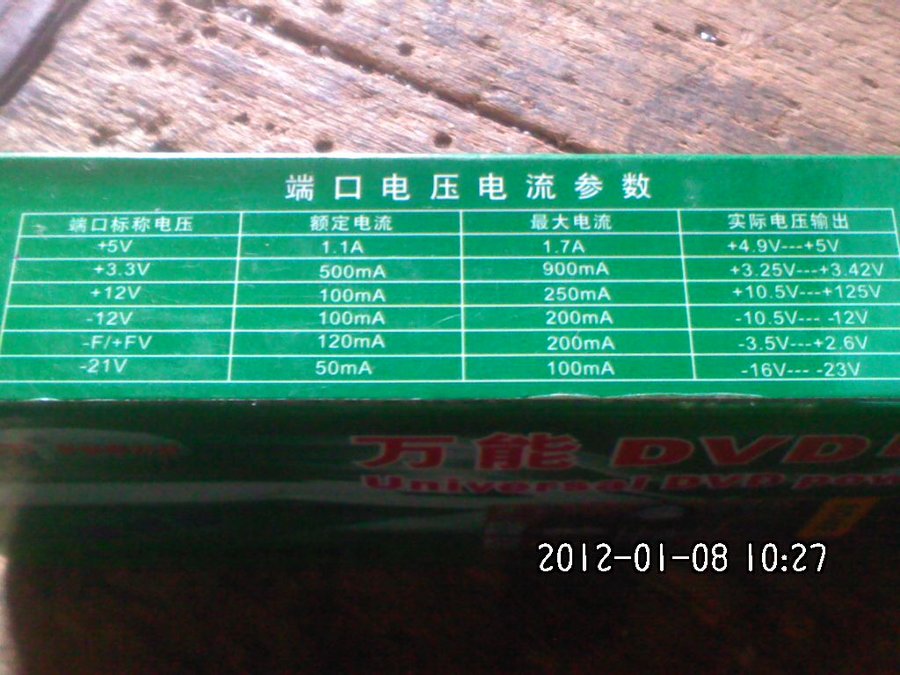 端口电压电流参数
端口标称电压 额定电流 最大电流 实际电压输出
+5V 1.1A 1.7A +4.9V---+5V
+3.3V 500mA 900mA +3.25V---+3.42V
+12V 100mA 250mA +10.5V---+125V
-12V 100mA 200mA -10.5V--- -12V
-F/+FV 120mA 200mA -3.5V---+2.6V
-21V 50mA 100mA -16V--- -23V
万能DVD
Universal DVD pow
2012-01-08 10:27